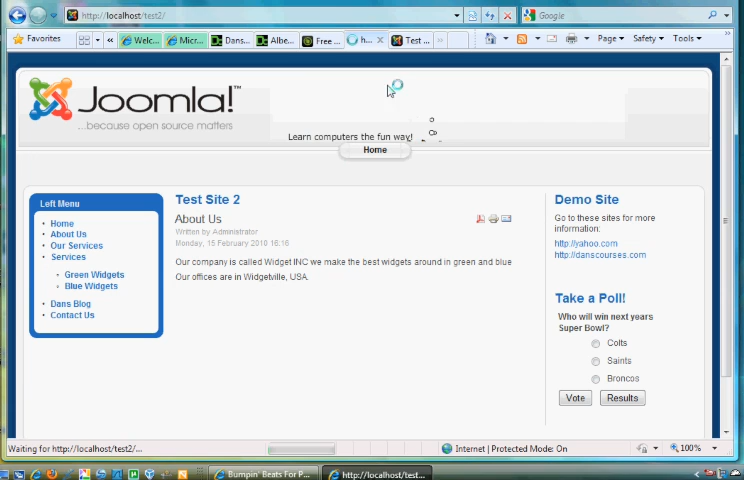 http://localhost/test2/
Google
Favorites
Welc...
Micr...
Dans...
Albe...
Free ...
h...
Test ...
Page
Safety
Tools
Joomla!™
...because open source matters
Learn computers the fun way!
Co
Home
Left Menu
Home
About Us
Our Services
Services
Green Widgets
Blue Widgets
Dans Blog
Contact Us
Test Site 2
About Us
Written by Administrator
Monday, 15 February 2010 16:16
Our company is called Widget INC we make the best widgets around in green and blue
Our offices are in Widgetville, USA.
Demo Site
Go to these sites for more
information:
http://yahoo.com
http://danscourses.com
Take a Poll!
Who will win next years
Super Bowl?
Colts
Saints
Broncos
Vote
Results
Waiting for http://localhost/test2/...
Internet | Protected Mode: On
100%
Bumpin' Beats For P...
http://localhost/test...